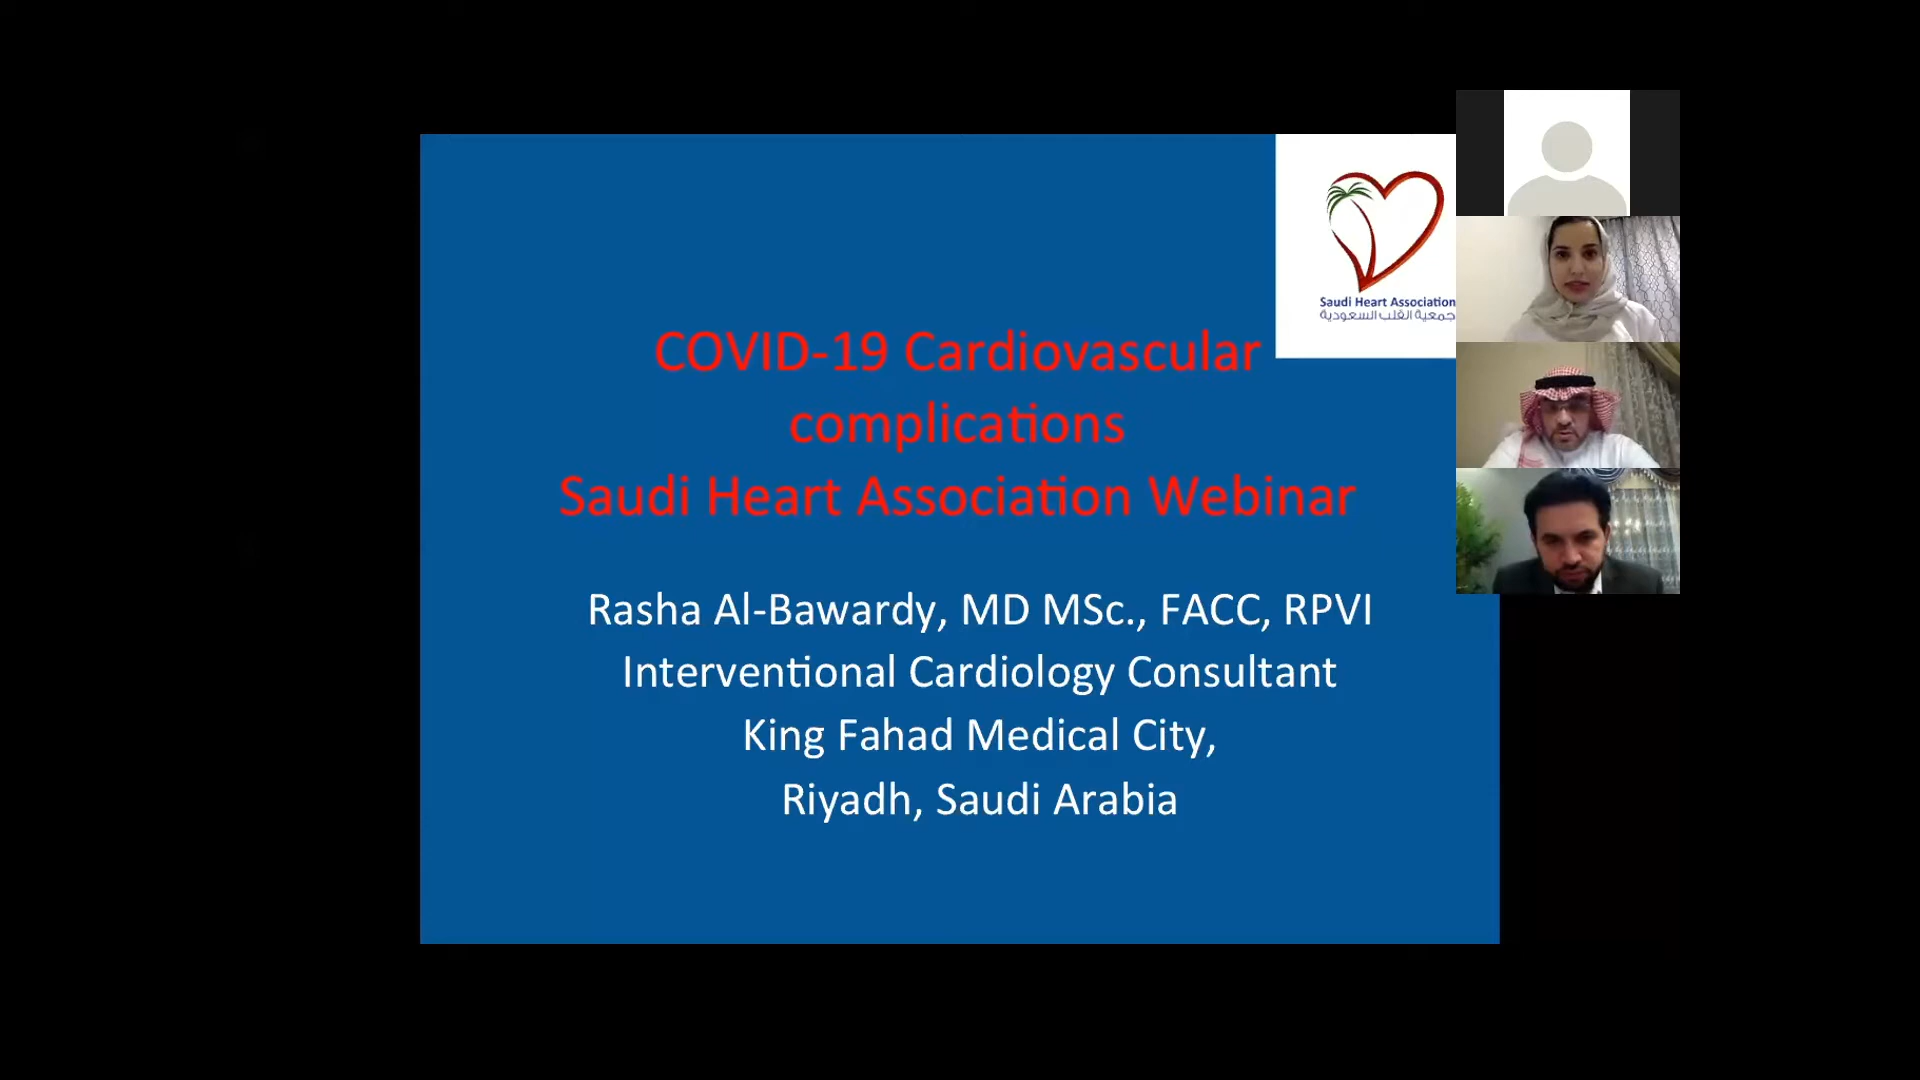 Saudi Heart Association
جمعية القلب السعودية
COVID-19 Cardiovascular
complications
Saudi Heart Association Webinar
Rasha Al-Bawardy, MD MSc., FACC, RPVI
Interventional Cardiology Consultant
King Fahad Medical City,
Riyadh, Saudi Arabia